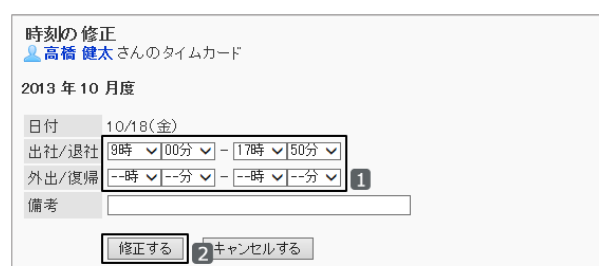 時刻の修正
高橋 健太 さんのタイムカード
2013 年 10 月度
日付 10/18(金)
出社/退社 9時 00分 - 17時 50分
外出/復帰 --時 --分 - --時 --分 1
備考
修正する 2 キャンセルする